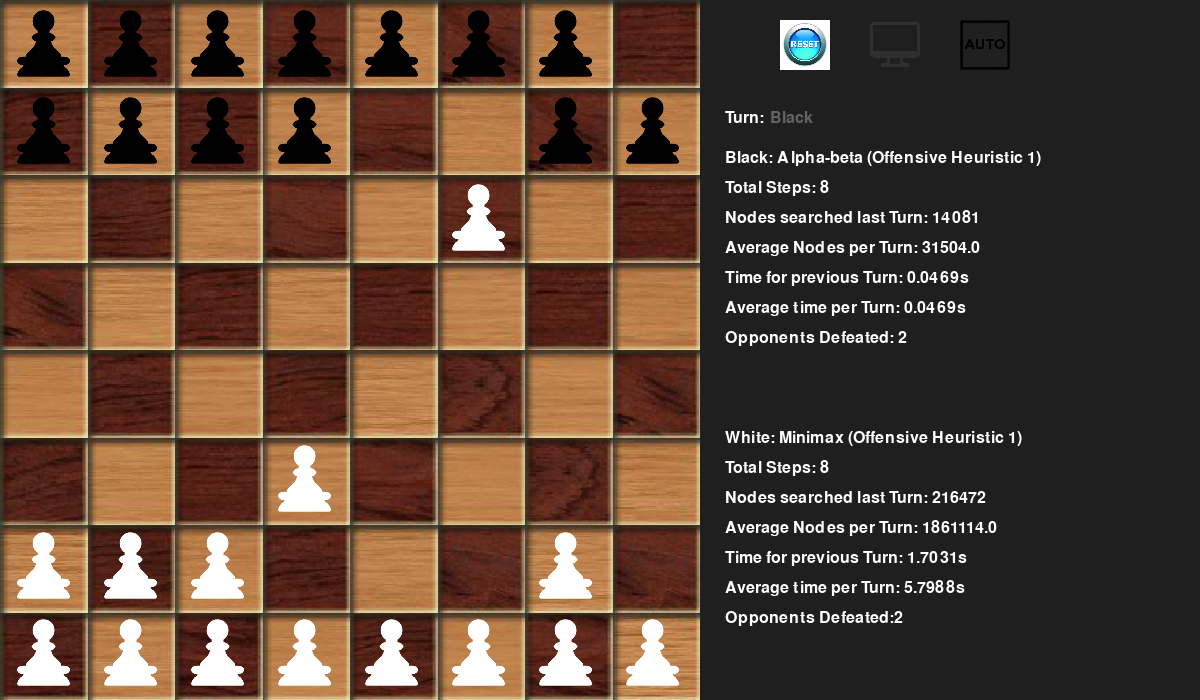 RESET
AUTO
Turn: Black
Black: Alpha-beta (Offensive Heuristic 1)
Total Steps: 8
Nodes searched last Turn: 14081
Average Nodes per Turn: 31504.0
Time for previous Turn: 0.0469s
Average time per Turn: 0.0469s
Opponents Defeated: 2
White: Minimax (Offensive Heuristic 1)
Total Steps: 8
Nodes searched last Turn: 216472
Average Nodes per Turn: 1861114.0
Time for previous Turn: 1.7031s
Average time per Turn: 5.7988s
Opponents Defeated:2